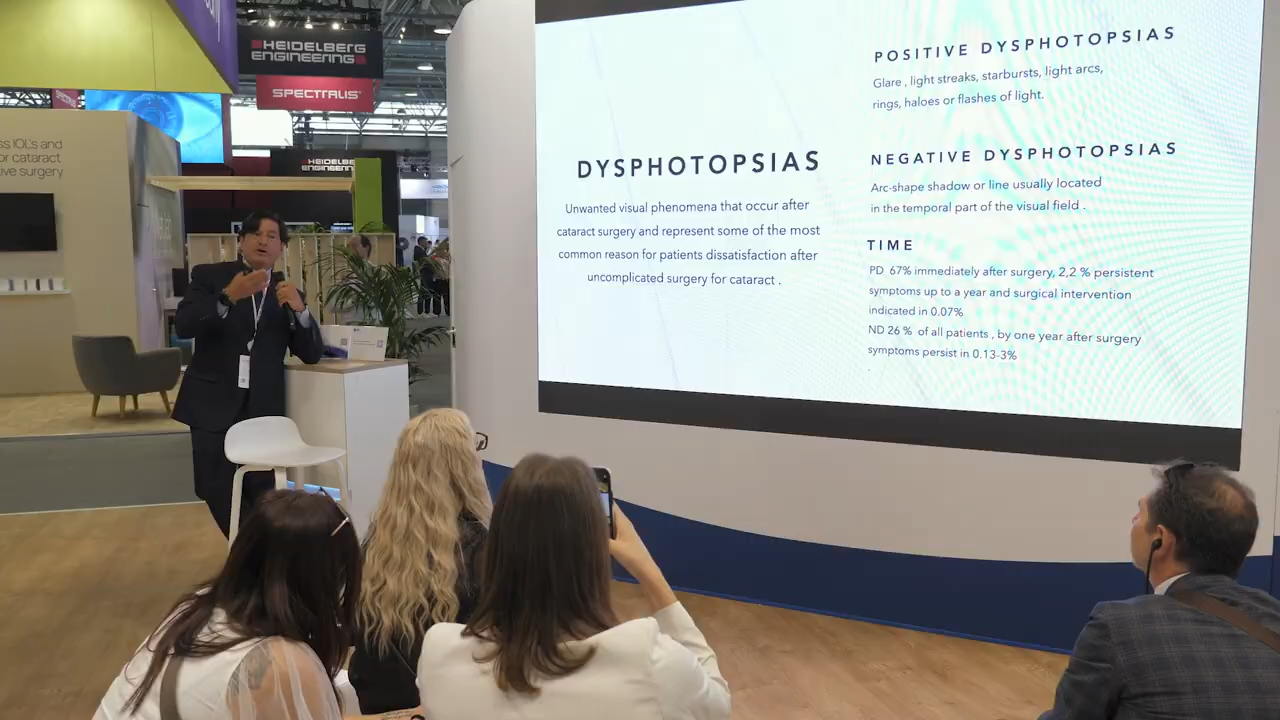 HEIDELBERG
ENGINEERING
SPECTRALIS
HEIDELBERG
ENGINEERING
ss IOL's and
or cataract
tive surgery
DYSPHOTOPSIAS
Unwanted visual phenomena that occur after
cataract surgery and represent some of the most
common reason for patients dissatisfaction after
uncomplicated surgery for cataract .
POSITIVE DYSPHOTOPSIAS
Glare , light streaks, starbursts, light arcs,
rings, haloes or flashes of light.
NEGATIVE DYSPHOTOPSIAS
Arc-shape shadow or line usually located
in the temporal part of the visual field .
TIME
PD 67% immediately after surgery, 2,2 % persistent
symptoms up to a year and surgical intervention
indicated in 0.07%
ND 26 % of all patients , by one year after surgery
symptoms persist in 0.13-3%